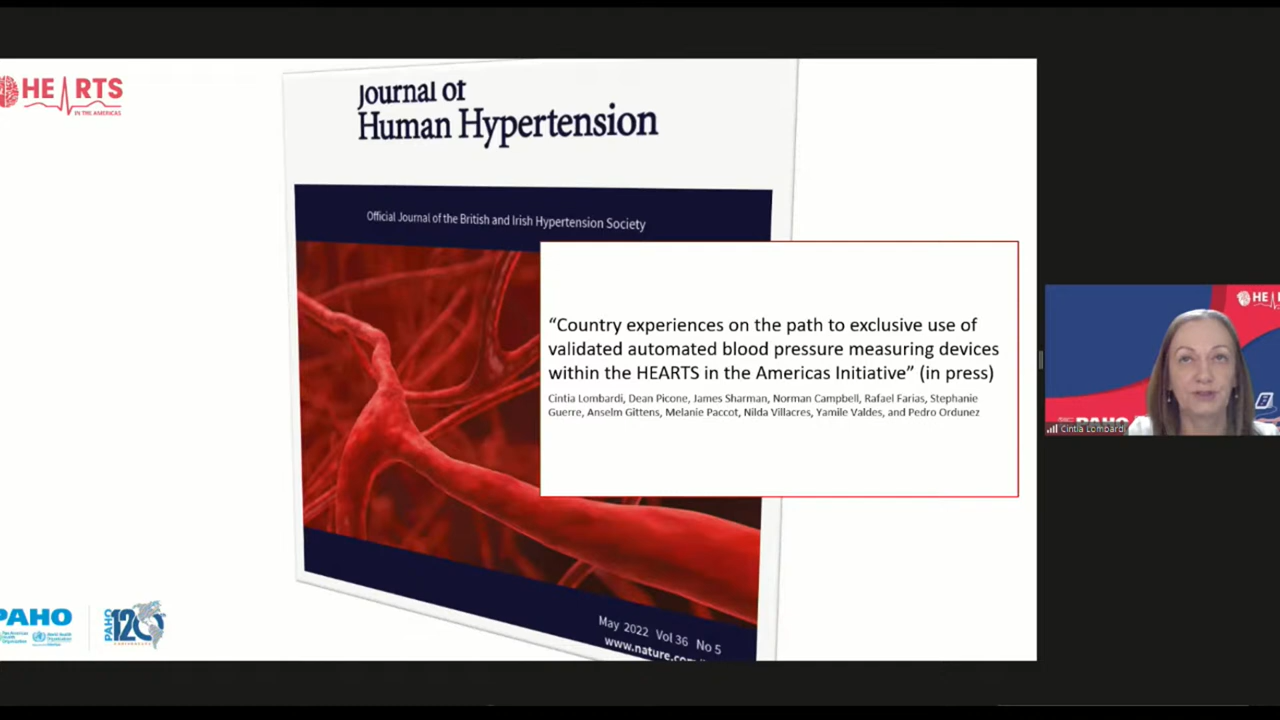 HEARTS
IN THE AMERICAS
Journal of
Human Hypertension
Official Journal of the British and Irish Hypertension Society
“Country experiences on the path to exclusive use of
validated automated blood pressure measuring devices
within the HEARTS in the Americas Initiative” (in press)
Cintia Lombardi, Dean Picone, James Sharman, Norman Campbell, Rafael Farias, Stephanie
Guerre, Anselm Gittens, Melanie Paccot, Nilda Villacres, Yamile Valdes, and Pedro Ordunez
May 2022 Vol 36 No 5
www.nature.com
PAHO
PAHO
120
HE
PAHO
Cintia Lombardi